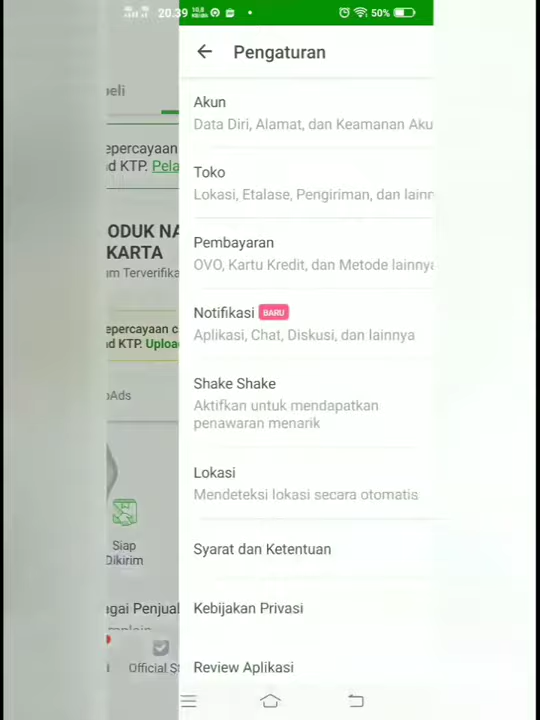 20.39
50%
Pengaturan
Akun
Data Diri, Alamat, dan Keamanan Aku
Toko
Lokasi, Etalase, Pengiriman, dan lainn
Pembayaran
OVO, Kartu Kredit, dan Metode lainnya
Notifikasi BARU
Aplikasi, Chat, Diskusi, dan lainnya
Shake Shake
Aktifkan untuk mendapatkan
penawaran menarik
Lokasi
Mendeteksi lokasi secara otomatis
Syarat dan Ketentuan
Kebijakan Privasi
Review Aplikasi
eli
epercayaan
d KTP. Pela
ODUK NA
KARTA
um Terverifika
epercayaan c
d KTP. Uploa
Ads
Siap
Dikirim
agai Penjual
Official St